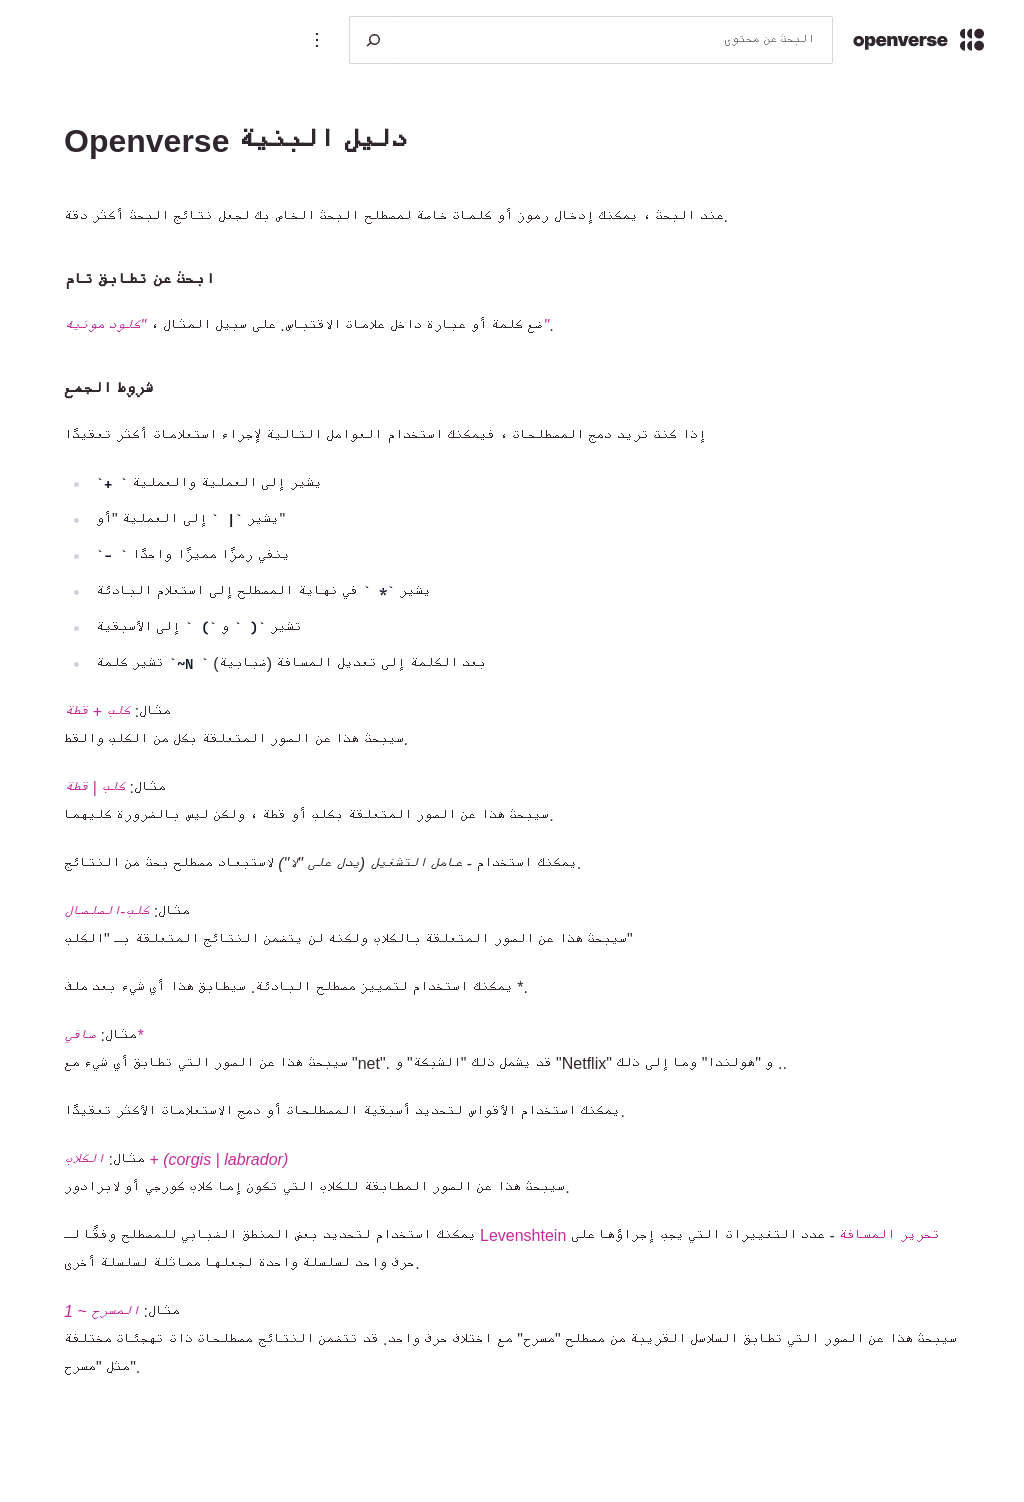 openverse
البحث عن محتوى
دليل البنية Openverse
عند البحث ، يمكنك إدخال رموز أو كلمات خاصة لمصطلح البحث الخاص بك لجعل نتائج البحث أكثر دقة.
ابحث عن تطابق تام
ضع كلمة أو عبارة داخل علامات الاقتباس. على سبيل المثال ، "كلود مونيه".
شروط الجمع
إذا كنت تريد دمج المصطلحات ، فيمكنك استخدام العوامل التالية لإجراء استعلامات أكثر تعقيدًا
`+ ` يشير إلى العملية والعملية
يشير `| ` إلى العملية "أو"
`- ` ينفي رمزًا مميزًا واحدًا
يشير `* ` في نهاية المصطلح إلى استعلام البادئة
تشير `( ` و `) ` إلى الأسبقية
تشير كلمة `~N ` بعد الكلمة إلى تعديل المسافة (ضبابية)
مثال: كلب + قطة
سيبحث هذا عن الصور المتعلقة بكل من الكلب والقط.
مثال: كلب | قطة
سيبحث هذا عن الصور المتعلقة بكلب أو قطة ، ولكن ليس بالضرورة كليهما.
يمكنك استخدام - عامل التشغيل (يدل على "لا") لاستبعاد مصطلح بحث من النتائج.
مثال: كلب-الصلصال
سيبحث هذا عن الصور المتعلقة بالكلاب ولكنه لن يتضمن النتائج المتعلقة بـ "الكلب"
يمكنك استخدام لتمييز مصطلح البادئة. سيطابق هذا أي شيء بعد ملف *.
مثال: صافي*
سيبحث هذا عن الصور التي تطابق أي شيء مع "net". قد يشمل ذلك "الشبكة" و "Netflix" و "هولندا" وما إلى ذلك ..
يمكنك استخدام الأقواس لتحديد أسبقية المصطلحات أو دمج الاستعلامات الأكثر تعقيدًا.
مثال: الكلاب + (corgis | labrador)
سيبحث هذا عن الصور المطابقة للكلاب التي تكون إما كلاب كورجي أو لابرادور.
يمكنك استخدام لتحديد بعض المنطق الضبابي للمصطلح وفقًا لـ Levenshtein تحرير المسافة - عدد التغييرات التي يجب إجراؤها على
حرف واحد لسلسلة واحدة لجعلها مماثلة لسلسلة أخرى.
مثال: المسرح ~ 1
سيبحث هذا عن الصور التي تطابق السلاسل القريبة من مصطلح "مسرح" مع اختلاف حرف واحد. قد تتضمن النتائج مصطلحات ذات تهجئات مختلفة
مثل "مسرح".